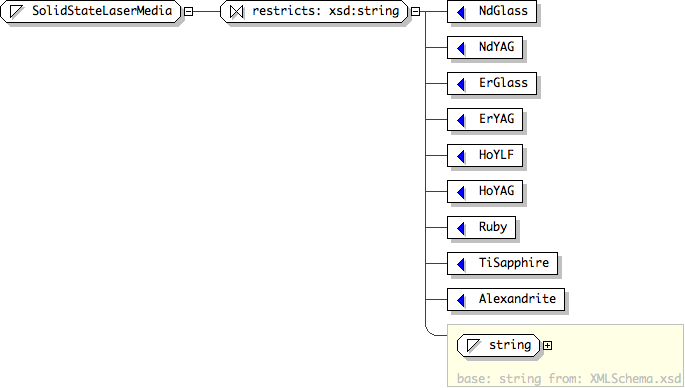 SolidStateLaserMedia
restricts: xsd:string
NdGlass
NdYAG
ErGlass
ErYAG
HoYLF
HoYAG
Ruby
TiSapphire
Alexandrite
string
base: string from: XMLSchema.xsd